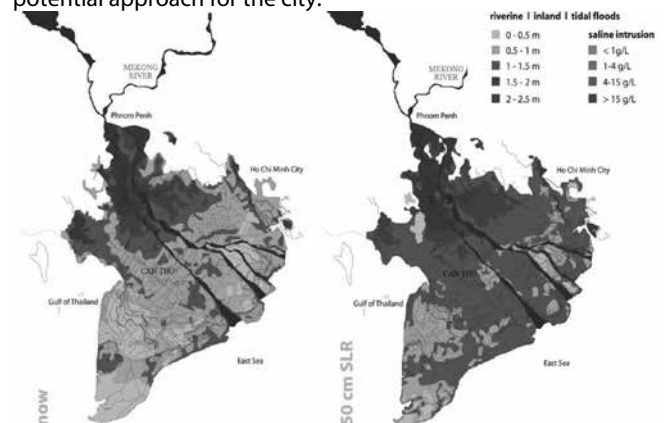 potential approach for the city.
riverine I inland I tidal floods
0 - 0.5 m
0.5 - 1 m
1 - 1.5 m
1.5 - 2 m
2 - 2.5 m
saline intrusion
< 1g/L
1-4 g/L
4-15 g/L
> 15 g/L
MEKONG
RIVER
Phnom Penh
Ho Chi Minh City
CAN THO
Gulf of Thailand
East Sea
now
MEKONG
RIVER
Phnom Penh
Ho Chi Minh City
CAN THO
Gulf of Thailand
East Sea
50 cm SLR